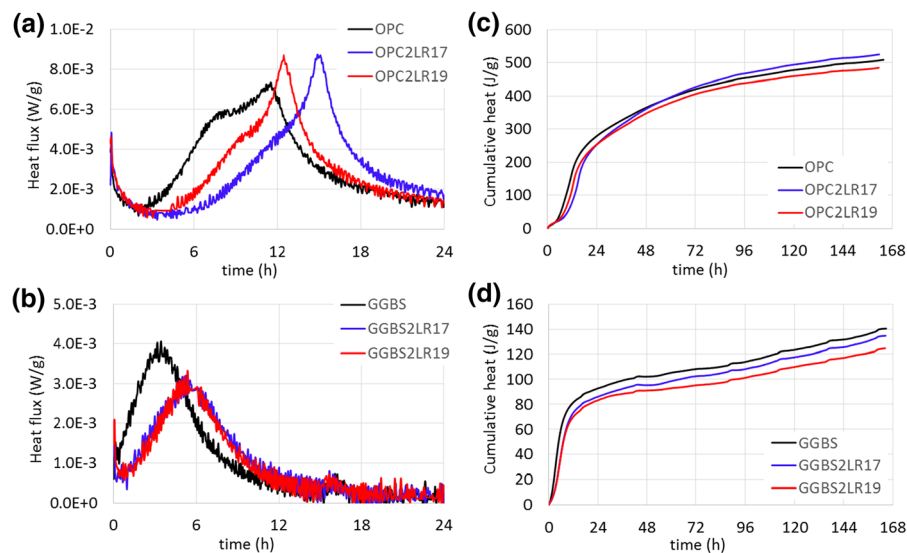 (a)
1.0E-2
8.0E-3
6.0E-3
4.0E-3
2.0E-3
0.0E+0
Heat flux (W/g)
OPC
OPC2LR17
OPC2LR19
0 6 12 18 24
time (h)
(c)
600
500
400
300
200
100
0
Cumulative heat (J/g)
OPC
OPC2LR17
OPC2LR19
0 24 48 72 96 120 144 168
time (h)
(b)
5.0E-3
4.0E-3
3.0E-3
2.0E-3
1.0E-3
0.0E+0
Heat flux (W/g)
GGBS
GGBS2LR17
GGBS2LR19
0 6 12 18 24
time (h)
(d)
160
140
120
100
80
60
40
20
0
Cumulative heat (J/g)
GGBS
GGBS2LR17
GGBS2LR19
0 24 48 72 96 120 144 168
time (h)